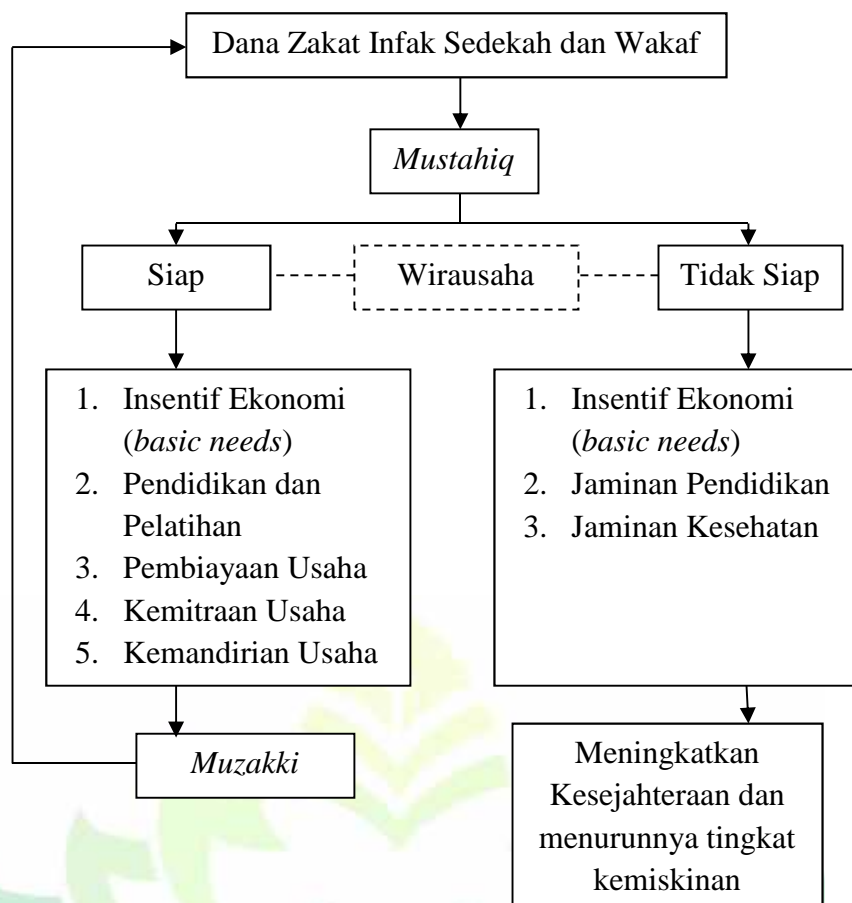 Dana Zakat Infak Sedekah dan Wakaf
Mustahiq
Siap
Wirausaha
Tidak Siap
1. Insentif Ekonomi
(basic needs)
2. Pendidikan dan
Pelatihan
3. Pembiayaan Usaha
4. Kemitraan Usaha
5. Kemandirian Usaha
1. Insentif Ekonomi
(basic needs)
2. Jaminan Pendidikan
3. Jaminan Kesehatan
Muzakki
Meningkatkan
Kesejahteraan dan
menurunnya tingkat
kemiskinan